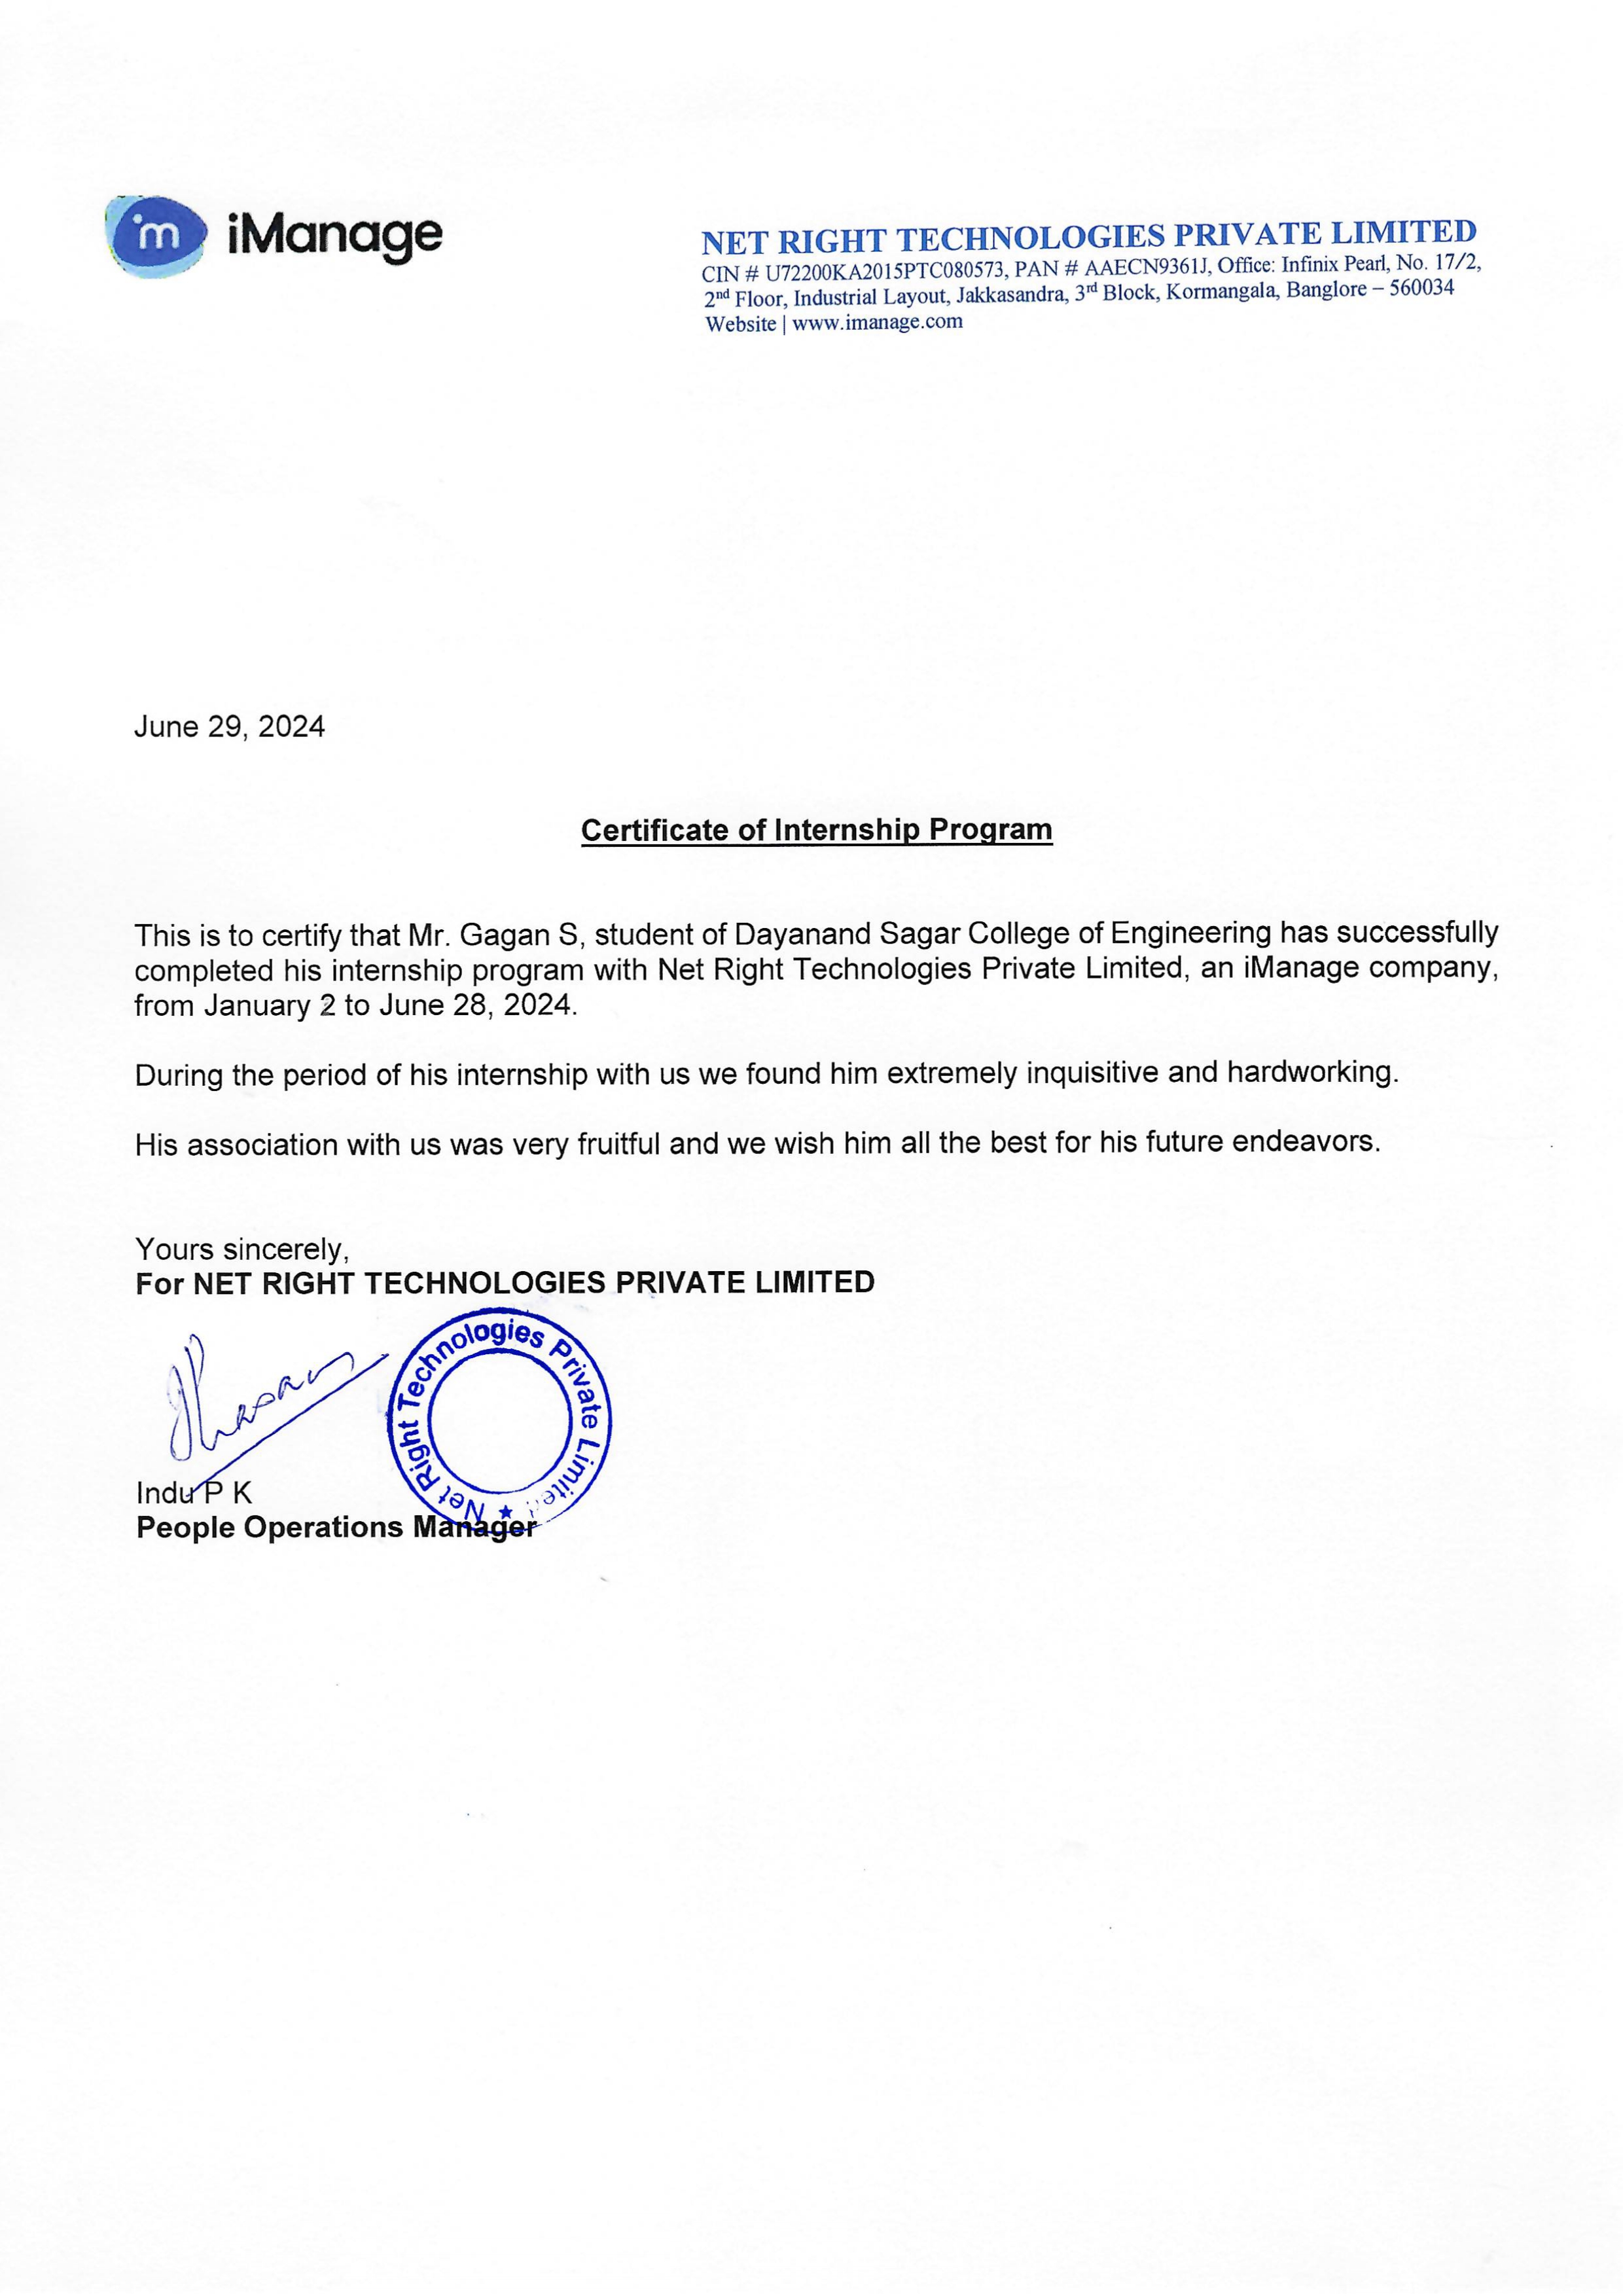 im iManage
NET RIGHT TECHNOLOGIES PRIVATE LIMITED
CIN # U72200KA2015PTC080573, PAN # AAECN9361J, Office: Infinix Pearl, No. 17/2,
2nd Floor, Industrial Layout, Jakkasandra, 3rd Block, Kormangala, Banglore – 560034
Website | www.imanage.com
June 29, 2024
Certificate of Internship Program
This is to certify that Mr. Gagan S, student of Dayanand Sagar College of Engineering has successfully
completed his internship program with Net Right Technologies Private Limited, an iManage company,
from January 2 to June 28, 2024.
During the period of his internship with us we found him extremely inquisitive and hardworking.
His association with us was very fruitful and we wish him all the best for his future endeavors.
Yours sincerely,
For NET RIGHT TECHNOLOGIES PRIVATE LIMITED
Net Right Technologies Private Limited ★
Indu P K
People Operations Manager